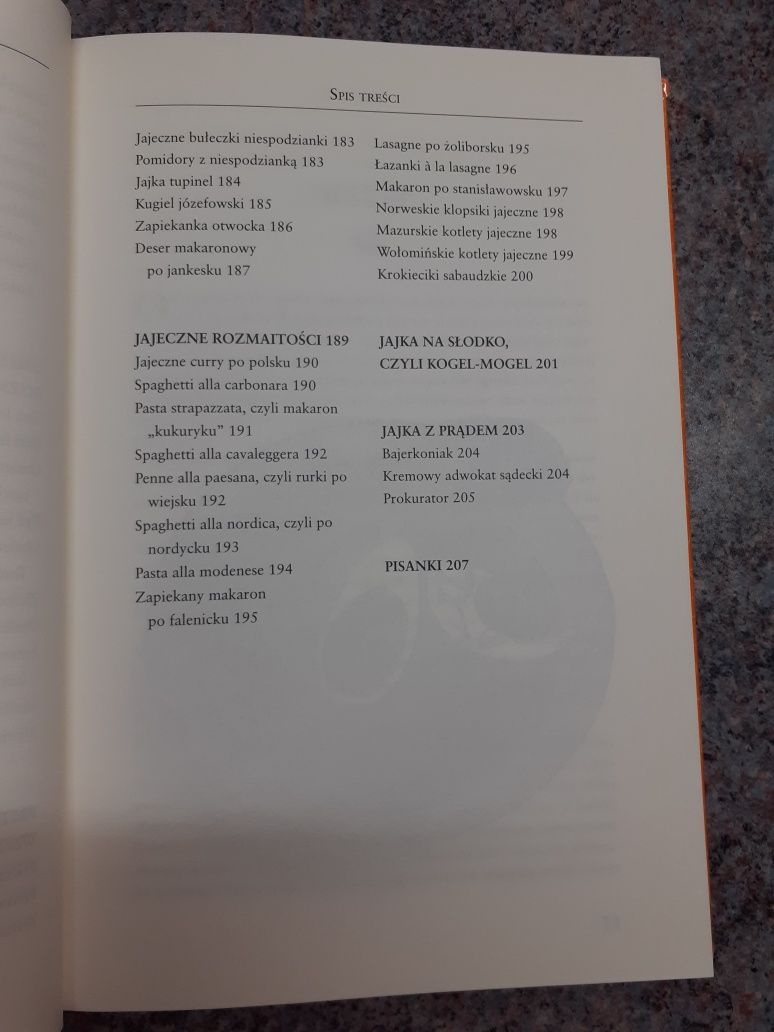 Spis treści
Jajeczne bułeczki niespodzianki 183
Pomidory z niespodzianką 183
Jajka tupinel 184
Kugiel józefowski 185
Zapiekanka otwocka 186
Deser makaronowy
po jankesku 187
JAJECZNE ROZMAITOŚCI 189
Jajeczne curry po polsku 190
Spaghetti alla carbonara 190
Pasta strapazzata, czyli makaron
„kukuryku” 191
Spaghetti alla cavaleggera 192
Penne alla paesana, czyli rurki po
wiejsku 192
Spaghetti alla nordica, czyli po
nordycku 193
Pasta alla modenese 194
Zapiekany makaron
po falenicku 195
Lasagne po żoliborsku 195
Łazanki à la lasagne 196
Makaron po stanisławowsku 197
Norweskie klopsiki jajeczne 198
Mazurskie kotlety jajeczne 198
Wołomińskie kotlety jajeczne 199
Krokieciki sabaudzkie 200
JAJKA NA SŁODKO,
CZYLI KOGEL-MOGEL 201
JAJKA Z PRĄDEM 203
Bajerkoniak 204
Kremowy adwokat sądecki 204
Prokurator 205
PISANKI 207